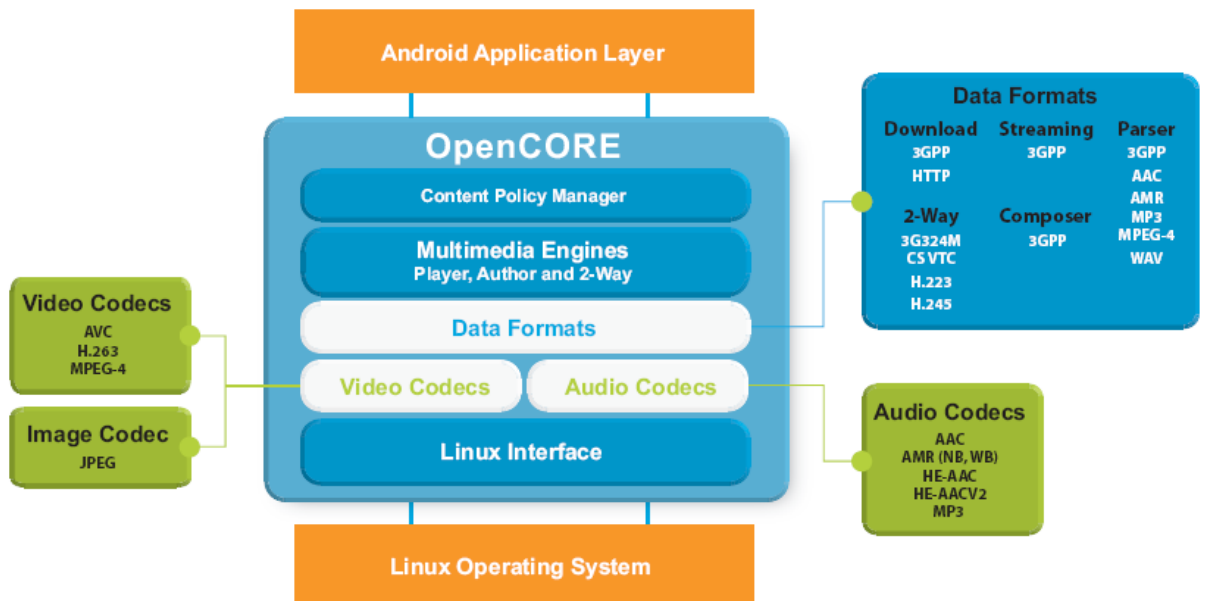 Android Application Layer
OpenCORE
Content Policy Manager
Multimedia Engines
Player, Author and 2-Way
Data Formats
Video Codecs
Audio Codecs
Linux Interface
Linux Operating System
Video Codecs
AVC
H.263
MPEG-4
Image Codec
JPEG
Data Formats
Download
3GPP
HTTP
Streaming
3GPP
Parser
3GPP
AAC
AMR
MP3
MPEG-4
WAV
2-Way
3G324M
CSVTC
H.223
H.245
Composer
3GPP
Audio Codecs
AAC
AMR (NB, WB)
HE-AAC
HE-AACV2
MP3